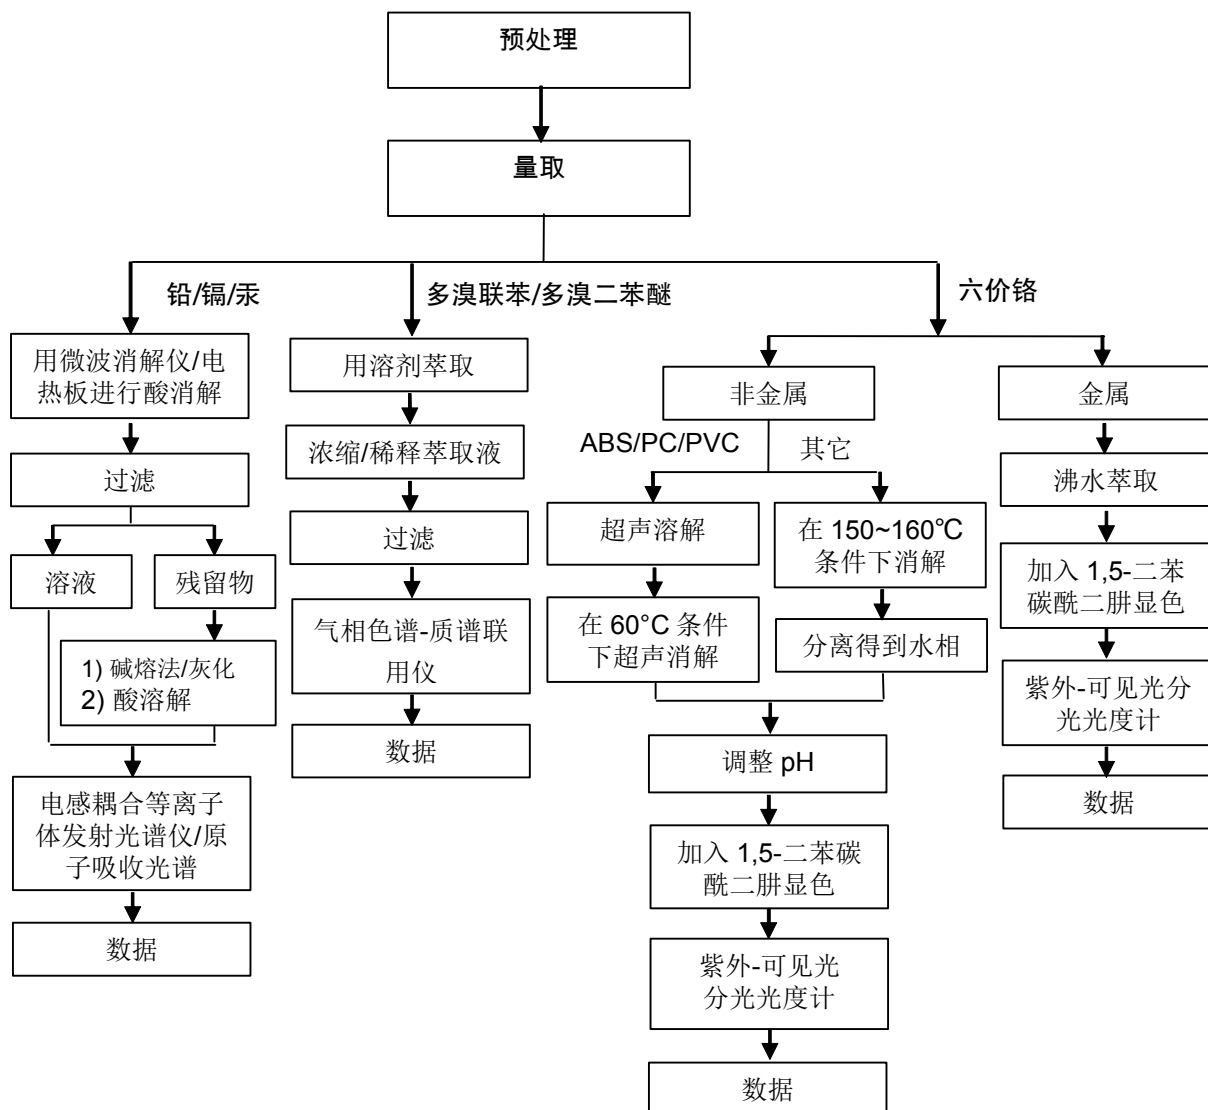 预处理
量取
铅/镉/汞
多溴联苯/多溴二苯醚
六价铬
用微波消解仪/电
热板进行酸消解
过滤
溶液
残留物
1) 碱熔法/灰化
2) 酸溶解
电感耦合等离子
体发射光谱仪/原
子吸收光谱
数据
用溶剂萃取
浓缩/稀释萃取液
过滤
气相色谱-质谱联
用仪
数据
非金属
ABS/PC/PVC
其它
超声溶解
在 60°C 条件
下超声消解
在 150~160℃
条件下消解
分离得到水相
调整 pH
加入 1,5-二苯碳
酰二肼显色
紫外-可见光
分光光度计
数据
金属
沸水萃取
加入 1,5-二苯
碳酰二肼显色
紫外-可见光分
光光度计
数据